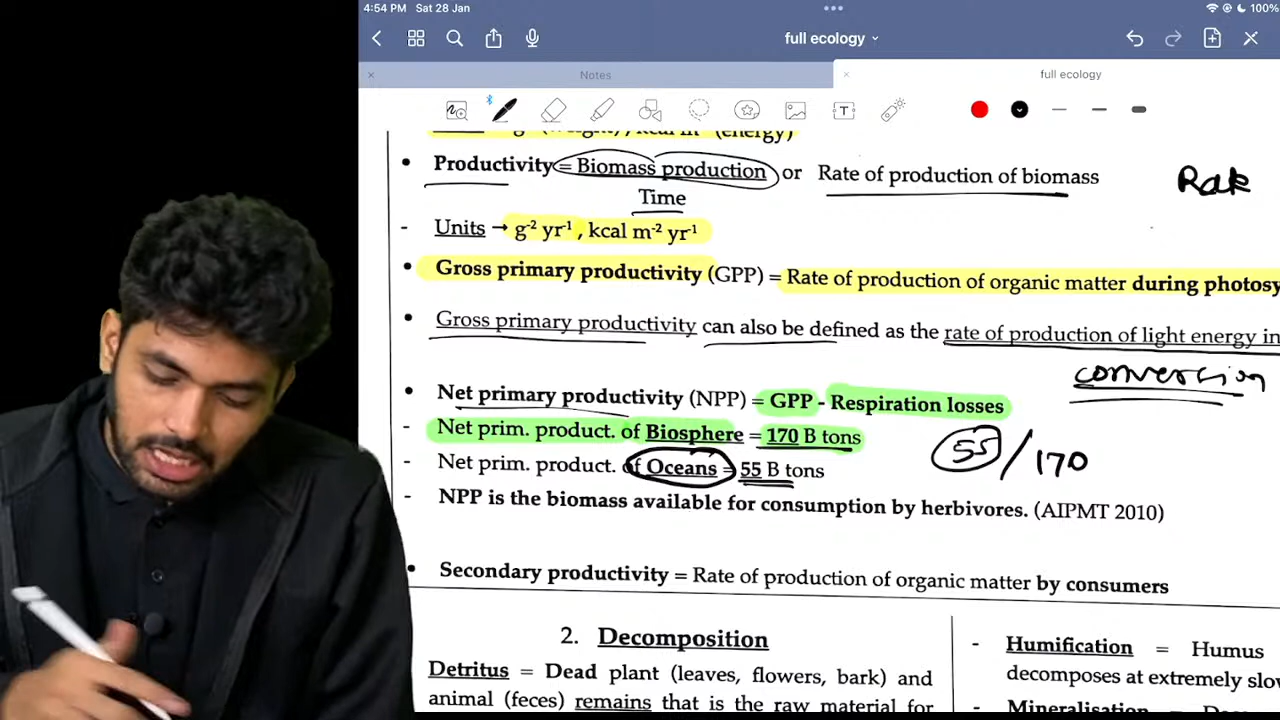 4:54 PM Sat 28 Jan
100%
full ecology
Notes
full ecology
(energy)
• Productivity = Biomass production or Rate of production of biomass
Rate
Time
- Units → g⁻² yr⁻¹ , kcal m⁻² yr⁻¹
• Gross primary productivity (GPP) = Rate of production of organic matter during
• Gross primary productivity can also be defined as the rate of production of light energy in
conversion
• Net primary productivity (NPP) = GPP - Respiration losses
- Net prim. product. of Biosphere = 170 B tons
55 / 170
- Net prim. product. of Oceans = 55 B tons
- NPP is the biomass available for consumption by herbivores. (AIPMT 2010)
• Secondary productivity = Rate of production of organic matter by consumers
2. Decomposition
Detritus = Dead plant (leaves, flowers, bark) and
animal (feces) remains that is the raw material for
- Humification = Humus
decomposes at extremely
- Mineralisation =